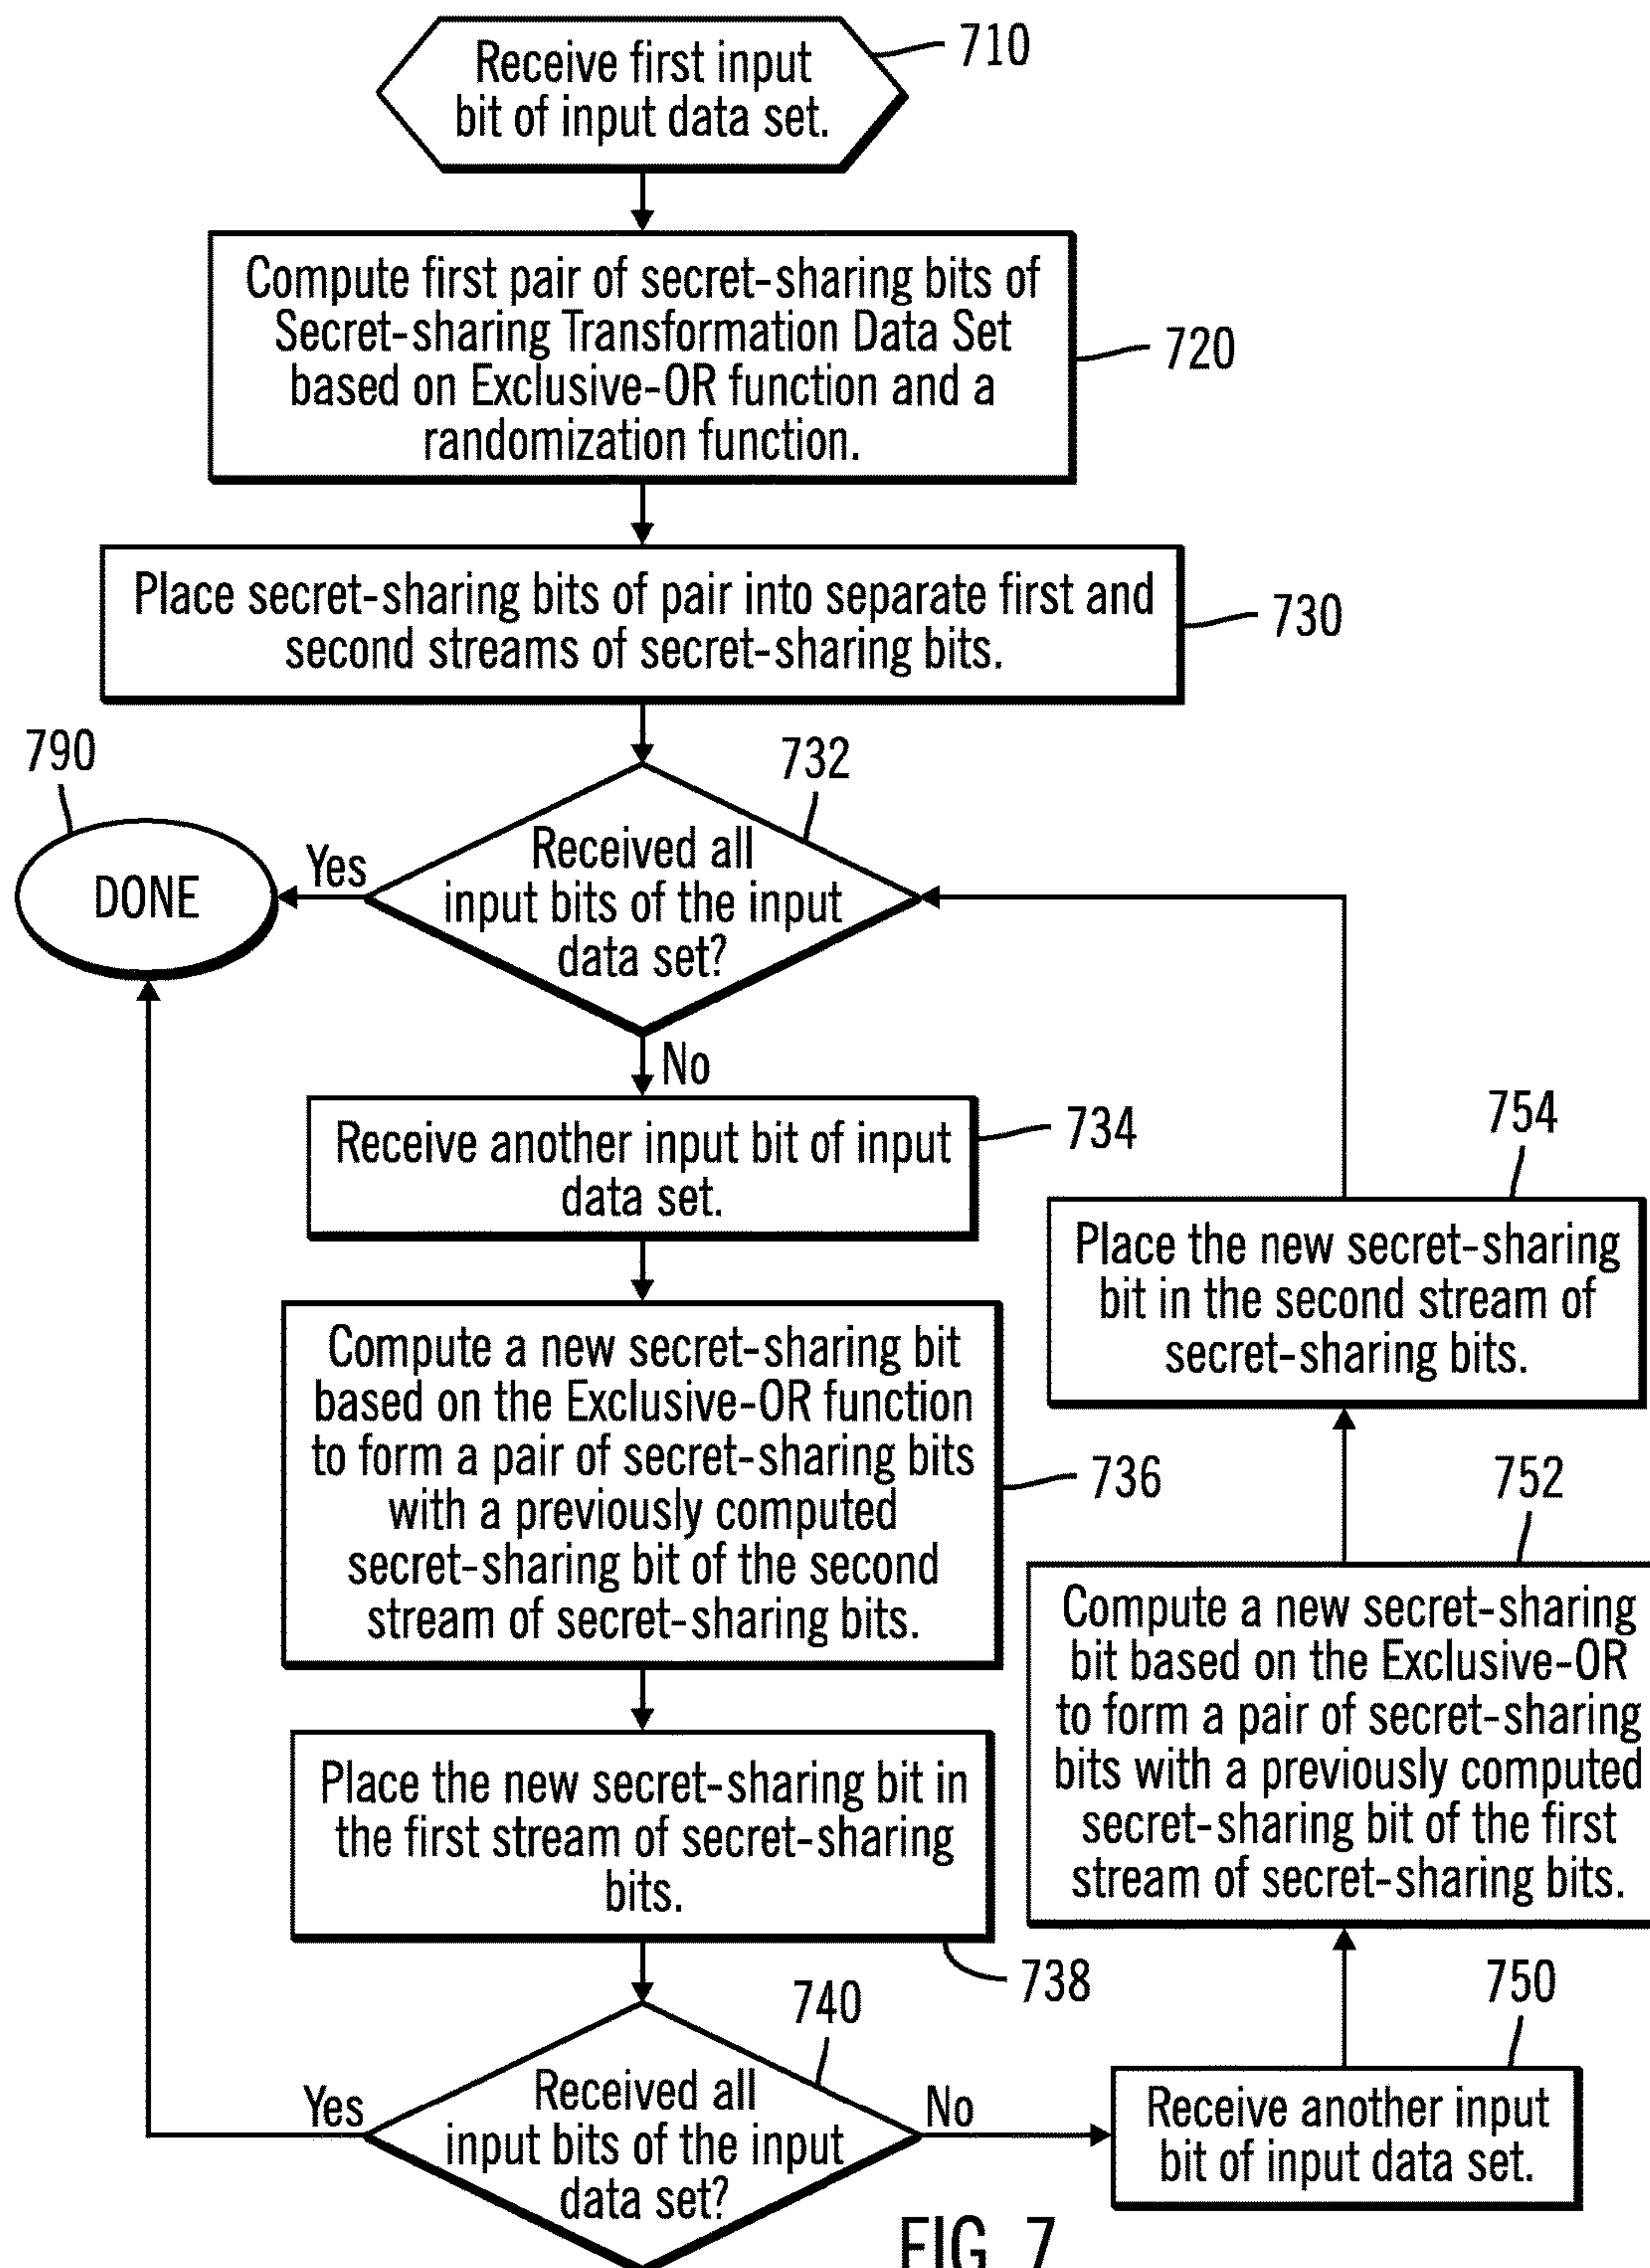 Receive first input
bit of input data set.
710
Compute first pair of secret-sharing bits of
Secret-sharing Transformation Data Set
based on Exclusive-OR function and a
randomization function.
720
Place secret-sharing bits of pair into separate first and
second streams of secret-sharing bits.
730
790
732
DONE
Yes
Received all
input bits of the input
data set?
No
Receive another input bit of input
data set.
734
754
Place the new secret-sharing
bit in the second stream of
secret-sharing bits.
Compute a new secret-sharing bit
based on the Exclusive-OR function
to form a pair of secret-sharing bits
with a previously computed
secret-sharing bit of the second
stream of secret-sharing bits.
736
752
Compute a new secret-sharing
bit based on the Exclusive-OR
to form a pair of secret-sharing
bits with a previously computed
secret-sharing bit of the first
stream of secret-sharing bits.
Place the new secret-sharing bit in
the first stream of secret-sharing
bits.
738
740
750
Yes
Received all
input bits of the input
data set?
No
Receive another input
bit of input data set.
FIG. 7